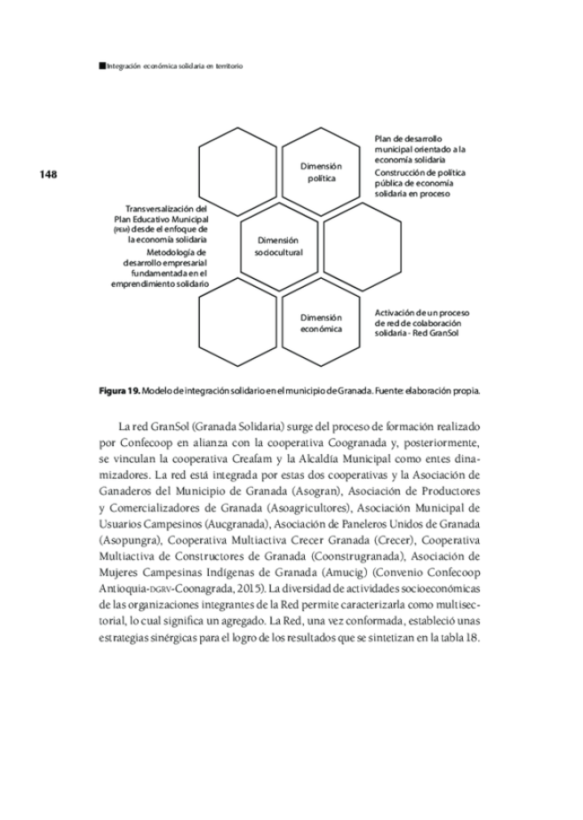 Integración económica solidaria en territorio
148
Dimensión
política
Plan de desarrollo
municipal orientado a la
economía solidaria
Construcción de política
pública de economía
solidaria en proceso
Transversalización del
Plan Educativo Municipal
(PEM) desde el enfoque de
la economía solidaria
Metodología de
desarrollo empresarial
fundamentada en el
emprendimiento solidario
Dimensión
sociocultural
Dimensión
económica
Activación de un proceso
de red de colaboración
solidaria - Red GranSol
Figura 19. Modelo de integración solidario en el municipio de Granada. Fuente: elaboración propia.
La red GranSol (Granada Solidaria) surge del proceso de formación realizado
por Confecoop en alianza con la cooperativa Coogranada y, posteriormente,
se vinculan la cooperativa Creafam y la Alcaldía Municipal como entes dina-
mizadores. La red está integrada por estas dos cooperativas y la Asociación de
Ganaderos del Municipio de Granada (Asogran), Asociación de Productores
y Comercializadores de Granada (Asoagricultores), Asociación Municipal de
Usuarios Campesinos (Aucgranada), Asociación de Paneleros Unidos de Granada
(Asopungra), Cooperativa Multiactiva Crecer Granada (Crecer), Cooperativa
Multiactiva de Constructores de Granada (Coonstrugranada), Asociación de
Mujeres Campesinas Indígenas de Granada (Amucig) (Convenio Confecoop
Antioquia-DGRV-Coonagrada, 2015). La diversidad de actividades socioeconómicas
de las organizaciones integrantes de la Red permite caracterizarla como multisec-
torial, lo cual significa un agregado. La Red, una vez conformada, estableció unas
estrategias sinérgicas para el logro de los resultados que se sintetizan en la tabla 18.